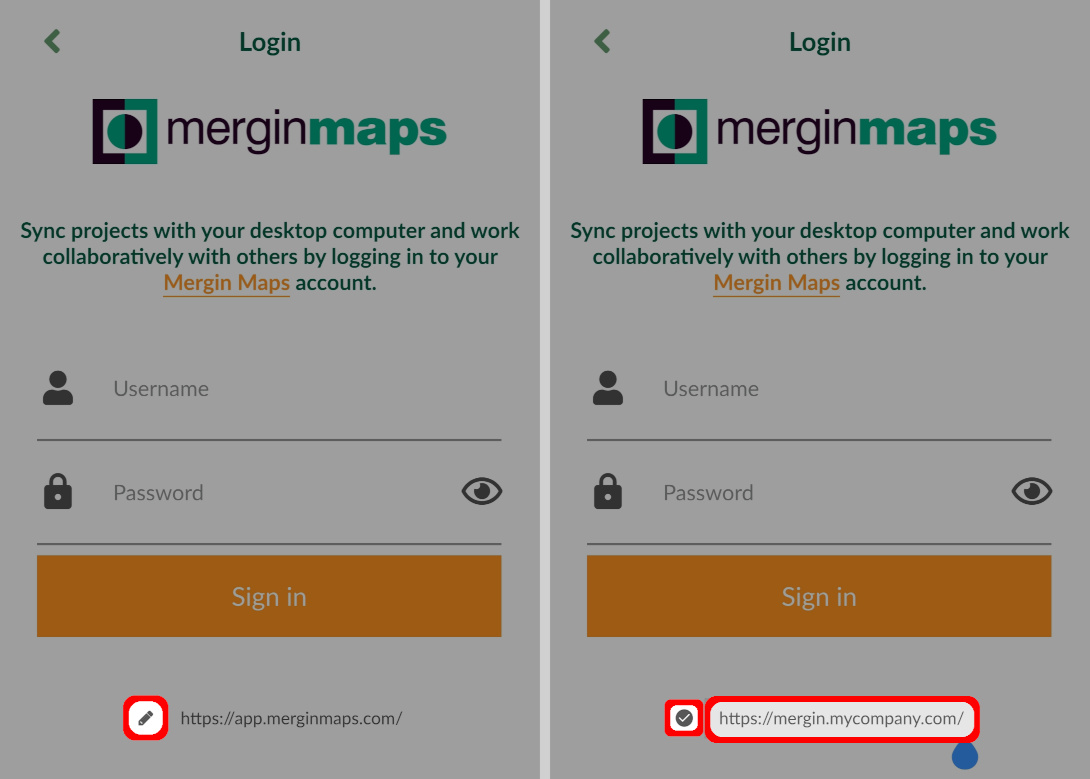 Login
merginmaps
Sync projects with your desktop computer and work
collaboratively with others by logging in to your
Mergin Maps account.
Username
Password
Sign in
https://app.merginmaps.com/
Login
merginmaps
Sync projects with your desktop computer and work
collaboratively with others by logging in to your
Mergin Maps account.
Username
Password
Sign in
https://mergin.mycompany.com/